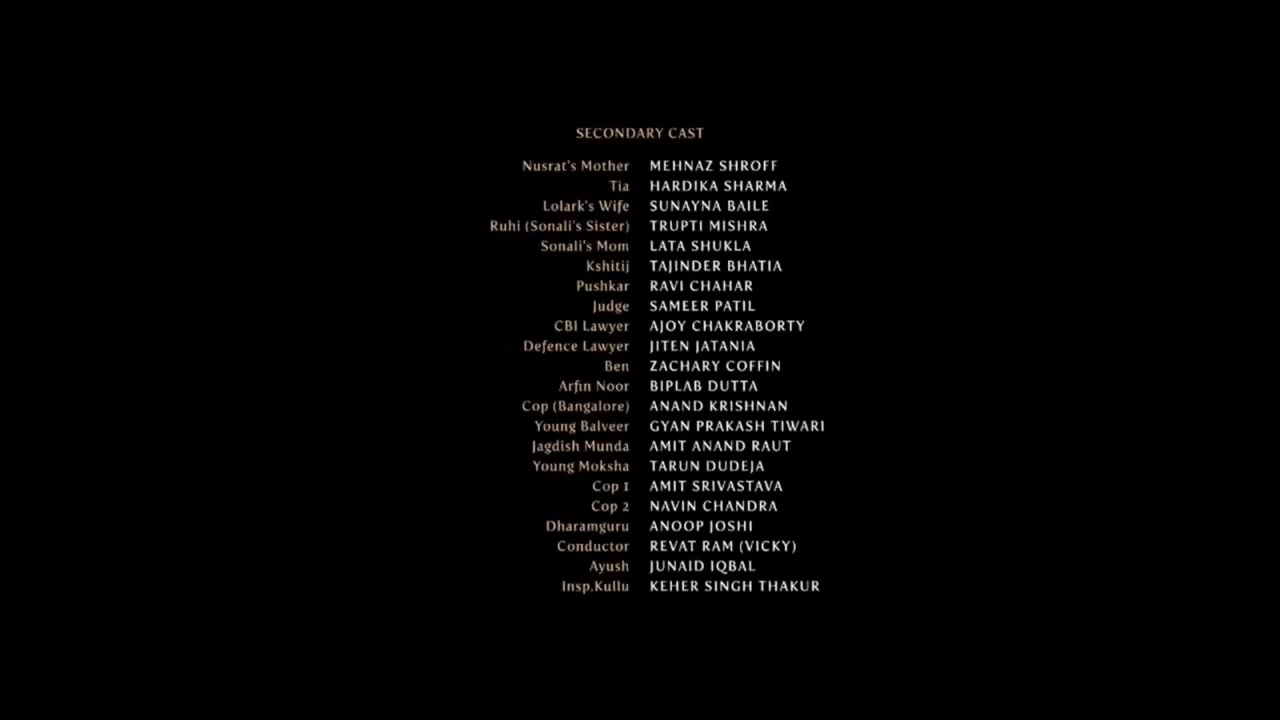 SECONDARY CAST
Nusrat's Mother MEHNAZ SHROFF
Tia HARDIKA SHARMA
Lolark's Wife SUNAYNA BAILE
Ruhi (Sonali's Sister) TRUPTI MISHRA
Sonali's Mom LATA SHUKLA
Kshitij TAJINDER BHATIA
Pushkar RAVI CHAHAR
Judge SAMEER PATIL
CBI Lawyer AJOY CHAKRABORTY
Defence Lawyer JITEN JATANIA
Ben ZACHARY COFFIN
Arfin Noor BIPLAB DUTTA
Cop (Bangalore) ANAND KRISHNAN
Young Balveer GYAN PRAKASH TIWARI
Jagdish Munda AMIT ANAND RAUT
Young Moksha TARUN DUDEJA
Cop 1 AMIT SRIVASTAVA
Cop 2 NAVIN CHANDRA
Dharamguru ANOOP JOSHI
Conductor REVAT RAM (VICKY)
Ayush JUNAID IQBAL
Insp.Kullu KEHER SINGH THAKUR